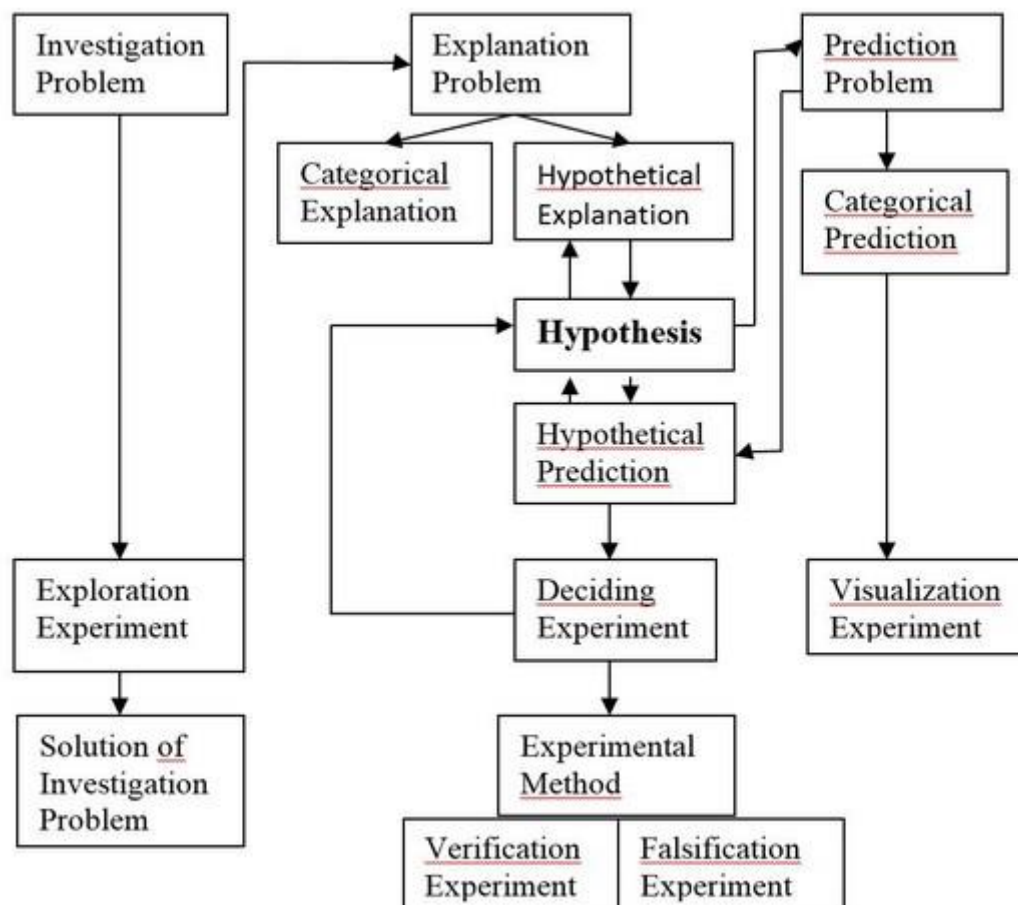 Investigation
Problem
Explanation
Problem
Prediction
Problem
Categorical
Explanation
Hypothetical
Explanation
Categorical
Prediction
Hypothesis
Hypothetical
Prediction
Exploration
Experiment
Deciding
Experiment
Visualization
Experiment
Solution of
Investigation
Problem
Experimental
Method
Verification
Experiment
Falsification
Experiment